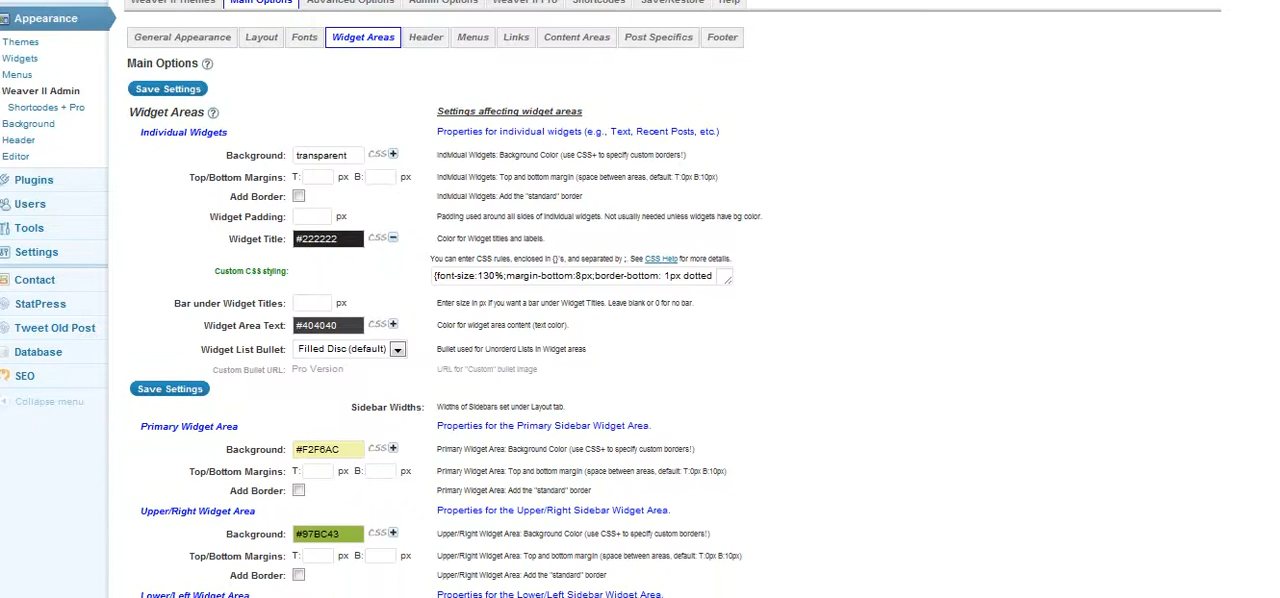 Weaver II Themes Main Options Advanced Options Admin Options Weaver II Pro Shortcodes Save/Restore Help
Appearance
Themes
Widgets
Menus
Weaver II Admin
Shortcodes + Pro
Background
Header
Editor
Plugins
Users
Tools
Settings
Contact
StatPress
Tweet Old Post
Database
SEO
Collapse menu
General Appearance Layout Fonts Widget Areas Header Menus Links Content Areas Post Specifics Footer
Main Options ?
Save Settings
Widget Areas ? Settings affecting widget areas
Individual Widgets Properties for individual widgets (e.g., Text, Recent Posts, etc.)
Background: transparent CSS+ Individual Widgets: Background Color (use CSS+ to specify custom borders!)
Top/Bottom Margins: T: px B: px Individual Widgets: Top and bottom margin (space between areas, default: T:0px B:10px)
Add Border: Individual Widgets: Add the "standard" border
Widget Padding: px Padding used around all sides of individual widgets. Not usually needed unless widgets have bg color.
Widget Title: #222222 CSS- Color for Widget titles and labels.
You can enter CSS rules, enclosed in {}'s, and separated by ;. See CSS Help for more details.
Custom CSS styling: {font-size:130%;margin-bottom:8px;border-bottom: 1px dotted
Bar under Widget Titles: px Enter size in px if you want a bar under Widget Titles. Leave blank or 0 for no bar.
Widget Area Text: #404040 CSS+ Color for widget area content (text color).
Widget List Bullet: Filled Disc (default) Bullet used for Unorderd Lists in Widget areas
Custom Bullet URL: Pro Version URL for "Custom" bullet image
Save Settings
Sidebar Widths: Widths of Sidebars set under Layout tab.
Primary Widget Area Properties for the Primary Sidebar Widget Area.
Background: #F2F6AC CSS+ Primary Widget Area: Background Color (use CSS+ to specify custom borders!)
Top/Bottom Margins: T: px B: px Primary Widget Area: Top and bottom margin (space between areas, default: T:0px B:10px)
Add Border: Primary Widget Area: Add the "standard" border
Upper/Right Widget Area Properties for the Upper/Right Sidebar Widget Area.
Background: #97BC43 CSS+ Upper/Right Widget Area: Background Color (use CSS+ to specify custom borders!)
Top/Bottom Margins: T: px B: px Upper/Right Widget Area: Top and bottom margin (space between areas, default: T:0px B:10px)
Add Border: Upper/Right Widget Area: Add the "standard" border
Lower/Left Widget Area Properties for the Lower/Left Sidebar Widget Area.